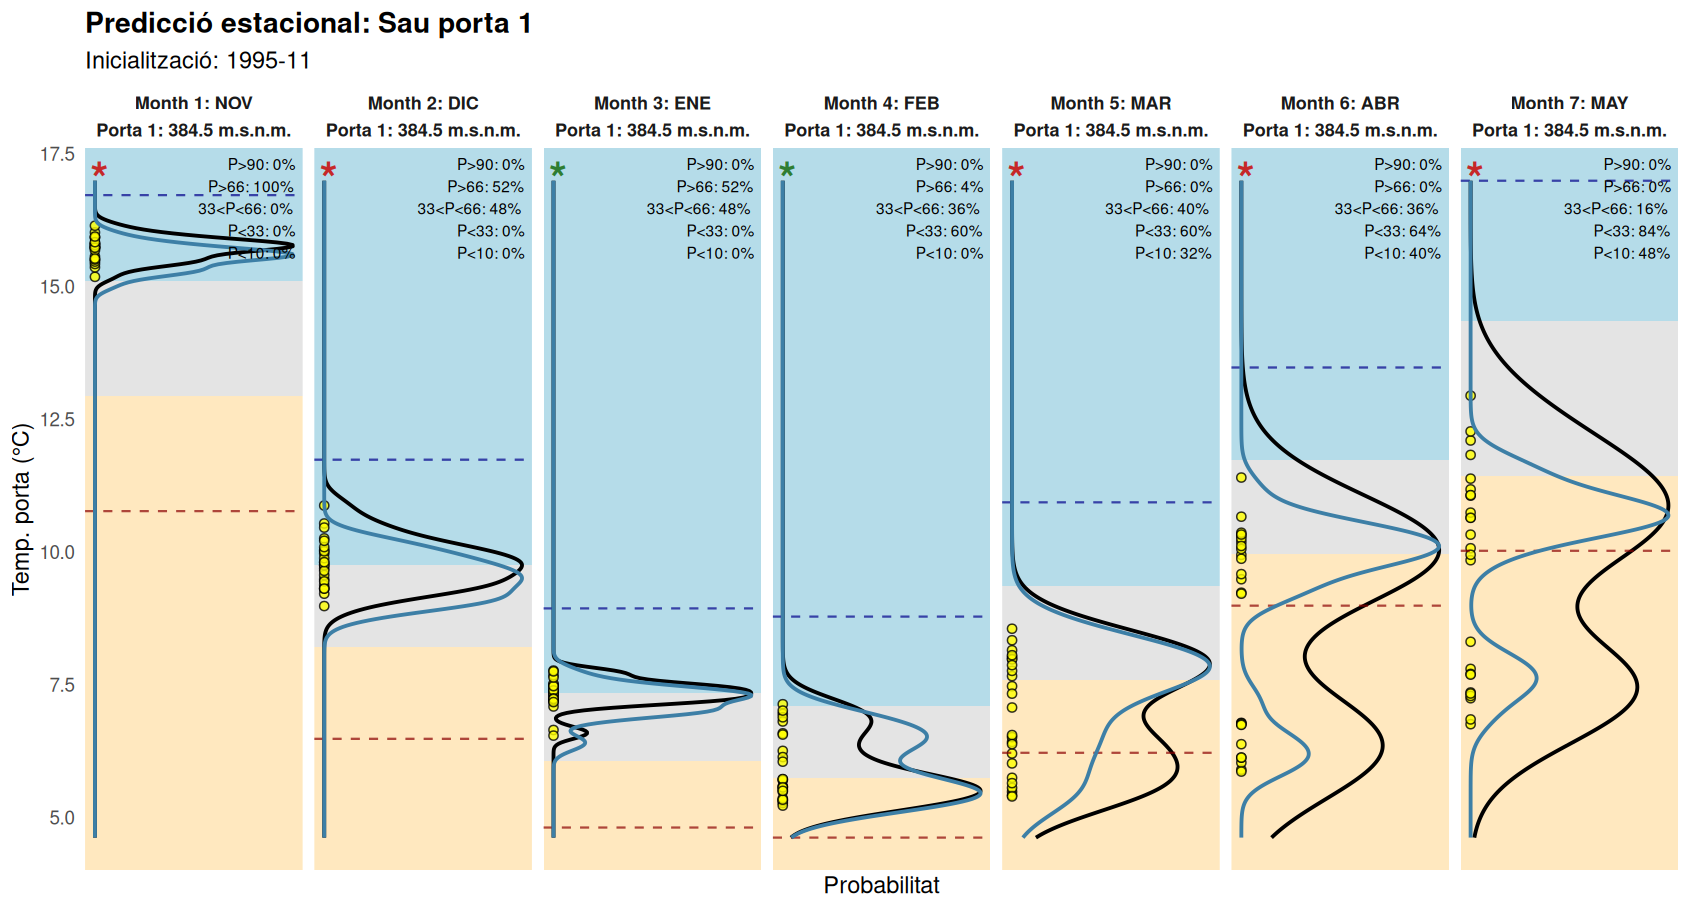 Predicció estacional: Sau porta 1
Inicialització: 1995-11
Month 1: NOV
Porta 1: 384.5 m.s.n.m.
Month 2: DIC
Porta 1: 384.5 m.s.n.m.
Month 3: ENE
Porta 1: 384.5 m.s.n.m.
Month 4: FEB
Porta 1: 384.5 m.s.n.m.
Month 5: MAR
Porta 1: 384.5 m.s.n.m.
Month 6: ABR
Porta 1: 384.5 m.s.n.m.
Month 7: MAY
Porta 1: 384.5 m.s.n.m.
Temp. porta (°C)
17.5
15.0
12.5
10.0
7.5
5.0
*
P>90: 0%
P>66: 100%
33<P<66: 0%
P<33: 0%
P<10: 0%
*
P>90: 0%
P>66: 52%
33<P<66: 48%
P<33: 0%
P<10: 0%
*
P>90: 0%
P>66: 52%
33<P<66: 48%
P<33: 0%
P<10: 0%
*
P>90: 0%
P>66: 4%
33<P<66: 36%
P<33: 60%
P<10: 0%
*
P>90: 0%
P>66: 0%
33<P<66: 40%
P<33: 60%
P<10: 32%
*
P>90: 0%
P>66: 0%
33<P<66: 36%
P<33: 64%
P<10: 40%
*
P>90: 0%
P>66: 0%
33<P<66: 16%
P<33: 84%
P<10: 48%
Probabilitat